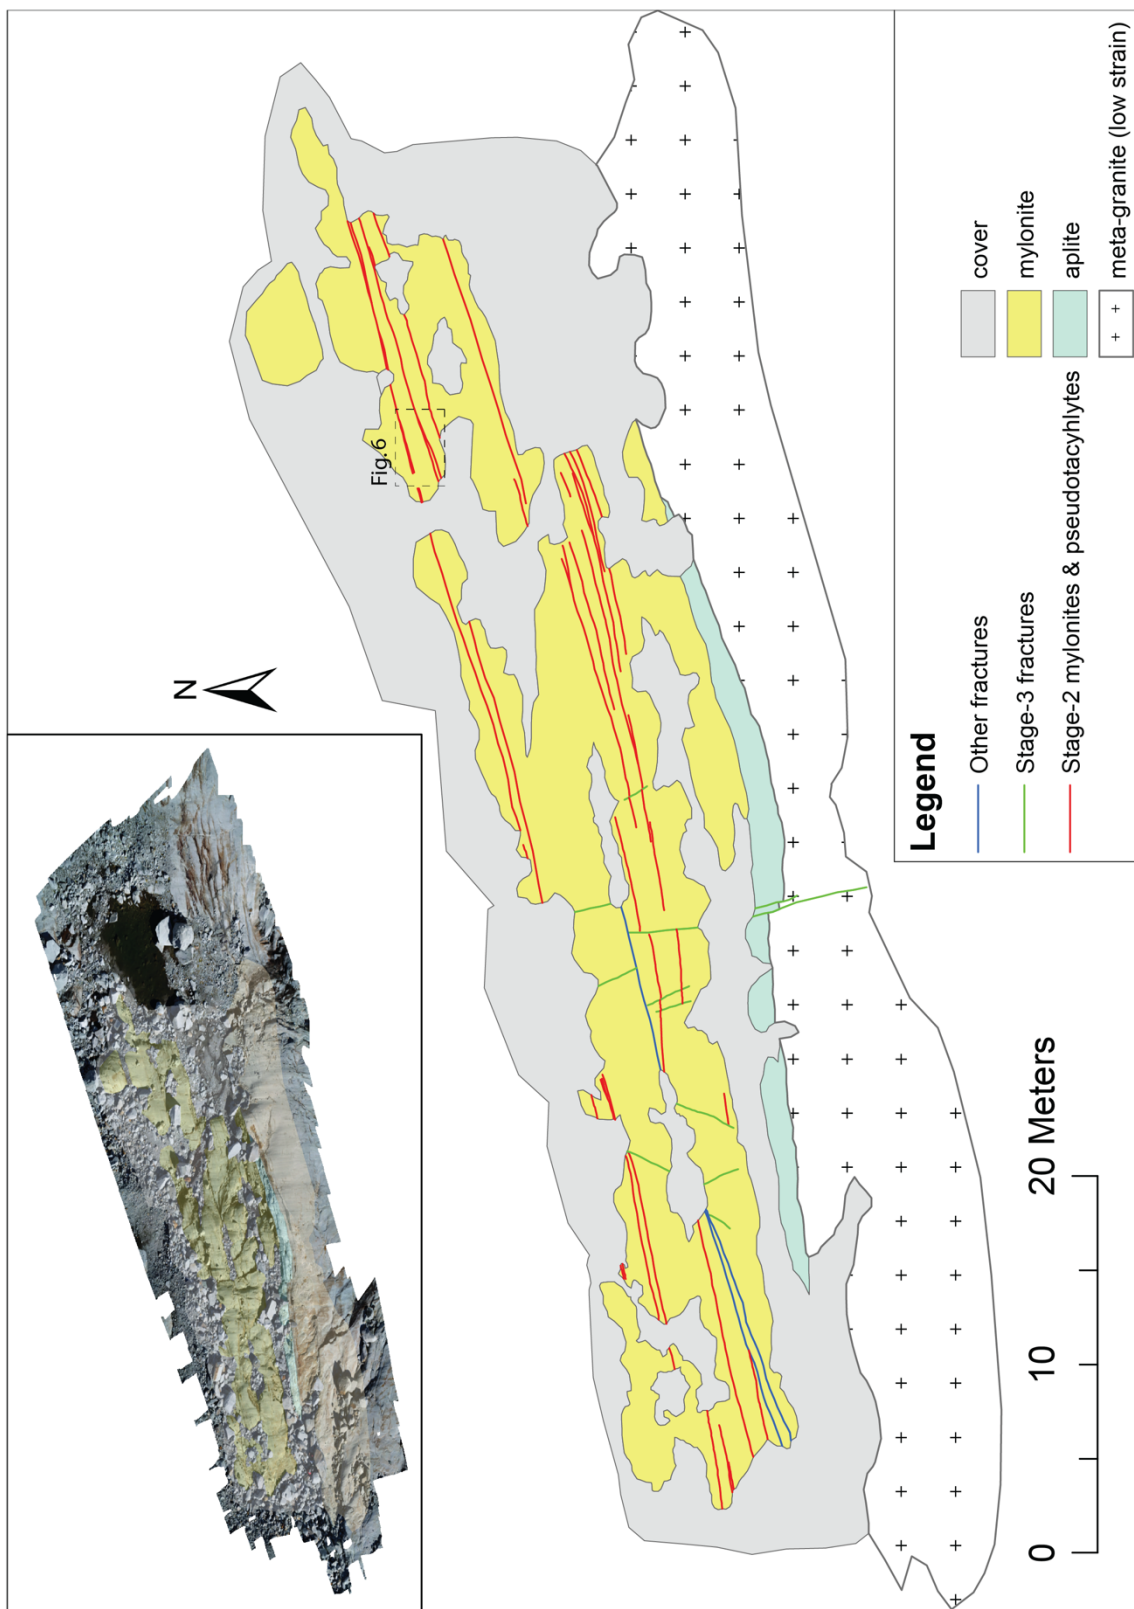 N
Fig.6
Legend
Other fractures
Stage-3 fractures
Stage-2 mylonites & pseudotacyhlytes
cover
mylonite
aplite
meta-granite (low strain)
0 10 20 Meters